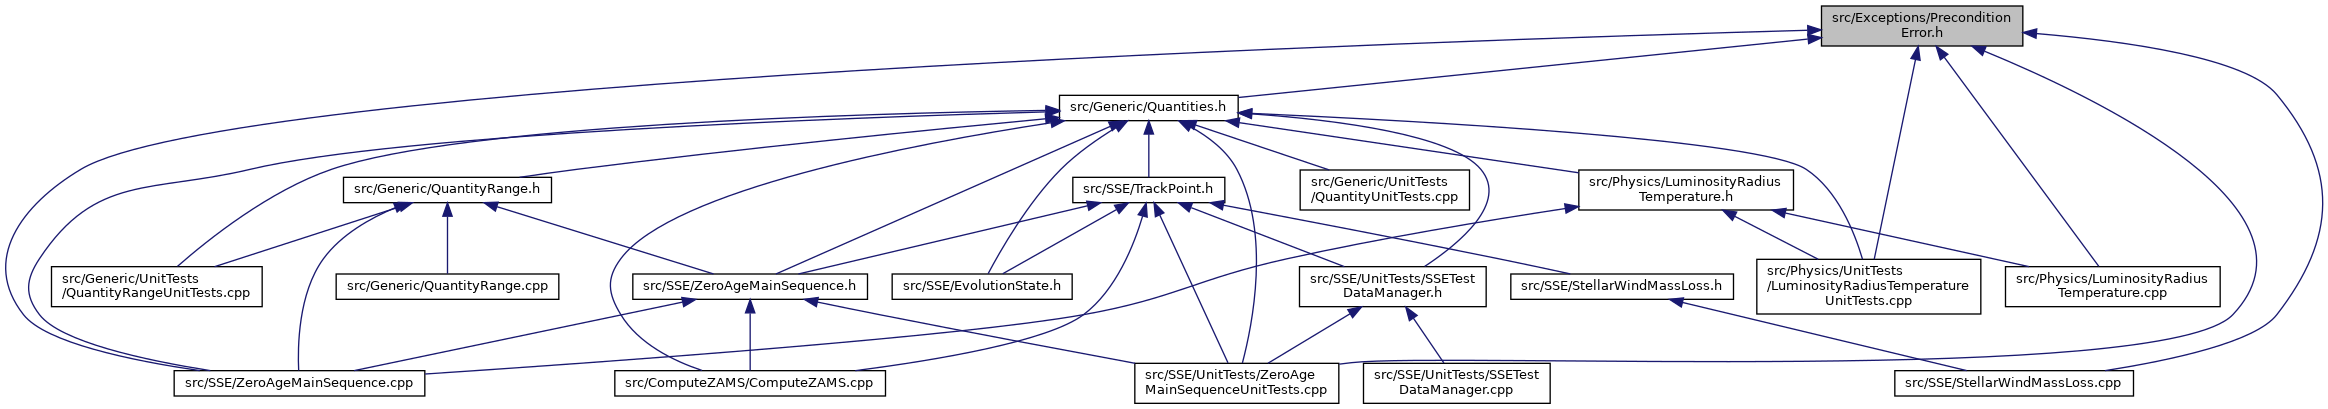 src/Exceptions/Precondition
Error.h
src/Generic/Quantities.h
src/Generic/QuantityRange.h
src/SSE/TrackPoint.h
src/Generic/UnitTests
/QuantityUnitTests.cpp
src/Physics/LuminosityRadius
Temperature.h
src/Generic/UnitTests
/QuantityRangeUnitTests.cpp
src/Generic/QuantityRange.cpp
src/SSE/ZeroAgeMainSequence.h
src/SSE/EvolutionState.h
src/SSE/UnitTests/SSETest
DataManager.h
src/SSE/StellarWindMassLoss.h
src/Physics/UnitTests
/LuminosityRadiusTemperature
UnitTests.cpp
src/Physics/LuminosityRadius
Temperature.cpp
src/SSE/ZeroAgeMainSequence.cpp
src/ComputeZAMS/ComputeZAMS.cpp
src/SSE/UnitTests/ZeroAge
MainSequenceUnitTests.cpp
src/SSE/UnitTests/SSETest
DataManager.cpp
src/SSE/StellarWindMassLoss.cpp